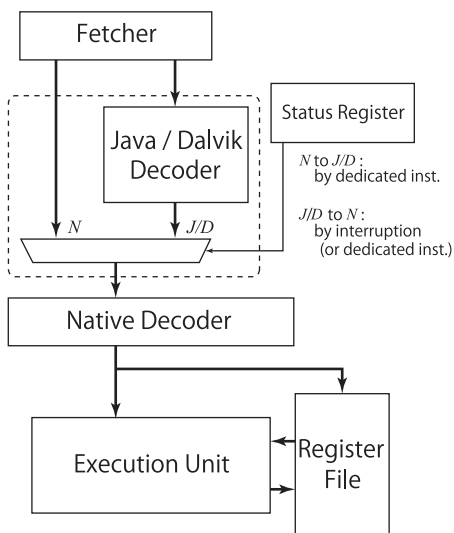 Fetcher
Java / Dalvik
Decoder
Status Register
N to J/D :
by dedicated inst.
J/D to N :
by interruption
(or dedicated inst.)
N
J/D
Native Decoder
Execution Unit
Register
File